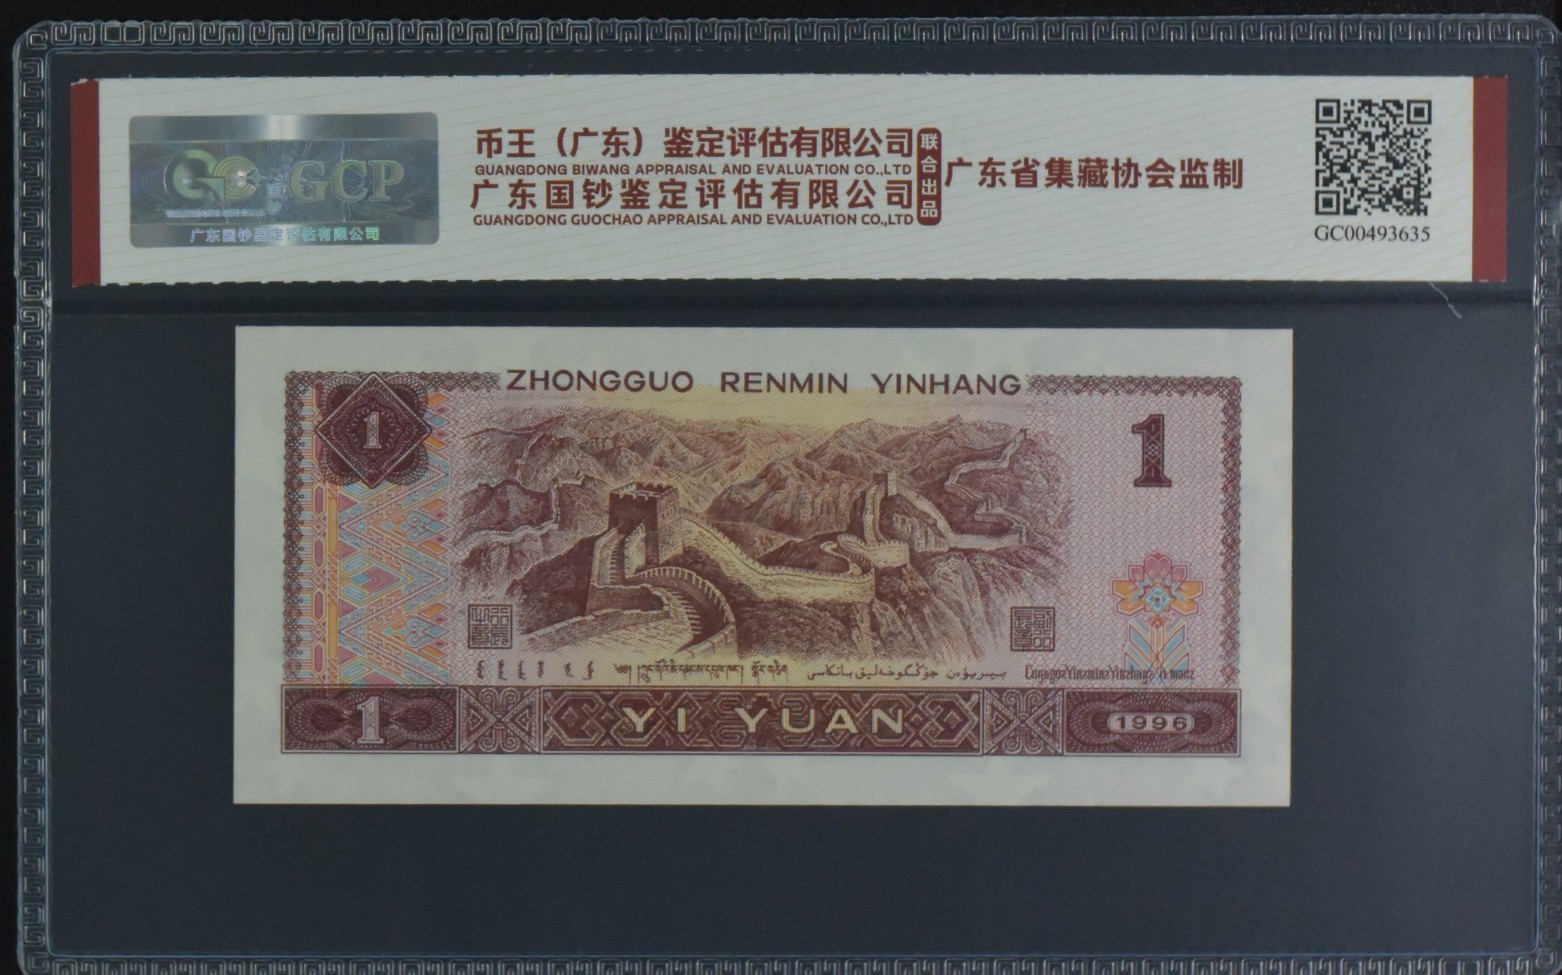 GCP
广东国钞鉴定评估有限公司
币王（广东）鉴定评估有限公司
GUANGDONG BIWANG APPRAISAL AND EVALUATION CO.,LTD
广东国钞鉴定评估有限公司
GUANGDONG GUOCHAO APPRAISAL AND EVALUATION CO.,LTD
联合出品
广东省集藏协会监制
GC00493635
ZHONGGUO RENMIN YINHANG
1
1
1
YI YUAN
1996